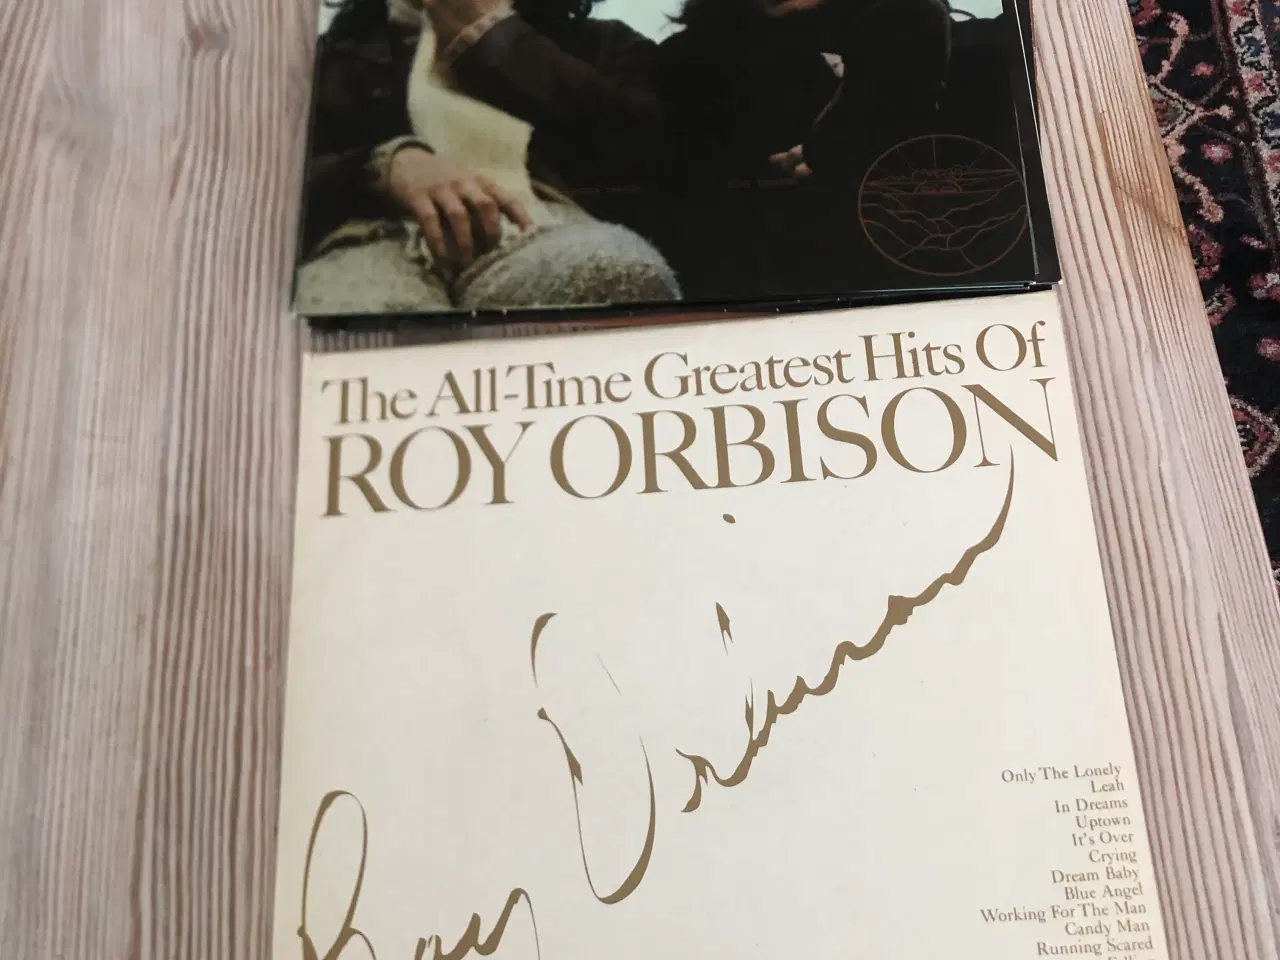 The All-Time Greatest Hits Of
ROY ORBISON
Roy Orbison
Only The Lonely
Leah
In Dreams
Uptown
It's Over
Crying
Dream Baby
Blue Angel
Working For The Man
Candy Man
Running Scared